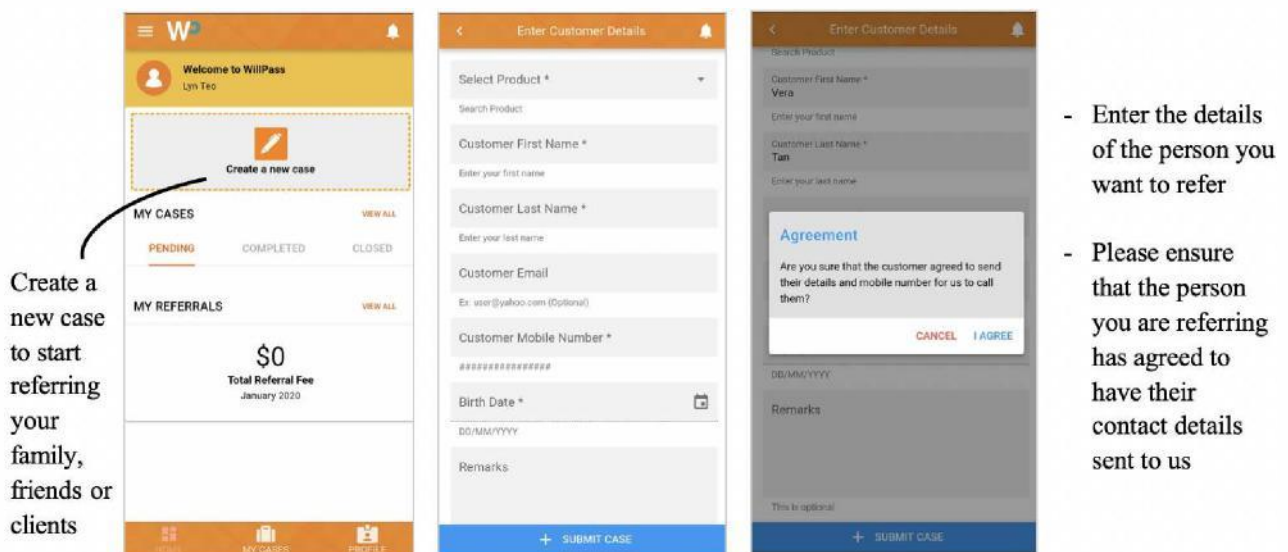 Create a
new case
to start
referring
your
family,
friends or
clients
WP
Welcome to WillPass
Lyn Teo
Create a new case
MY CASES
VIEW ALL
PENDING
COMPLETED
CLOSED
MY REFERRALS
VIEW ALL
$0
Total Referral Fee
January 2020
HOME
MY CASES
PROFILE
Enter Customer Details
Select Product *
Search Product
Customer First Name *
Enter your first name
Customer Last Name *
Enter your last name
Customer Email
Ex: user@yahoo.com (Optional)
Customer Mobile Number *
################
Birth Date *
DD/MM/YYYY
Remarks
+ SUBMIT CASE
Enter Customer Details
Search Product
Customer First Name *
Vera
Enter your first name
Customer Last Name *
Tan
Enter your last name
Agreement
Are you sure that the customer agreed to send
their details and mobile number for us to call
them?
CANCEL
I AGREE
DD/MM/YYYY
Remarks
This is optional
+ SUBMIT CASE
- Enter the details
of the person you
want to refer
- Please ensure
that the person
you are referring
has agreed to
have their
contact details
sent to us